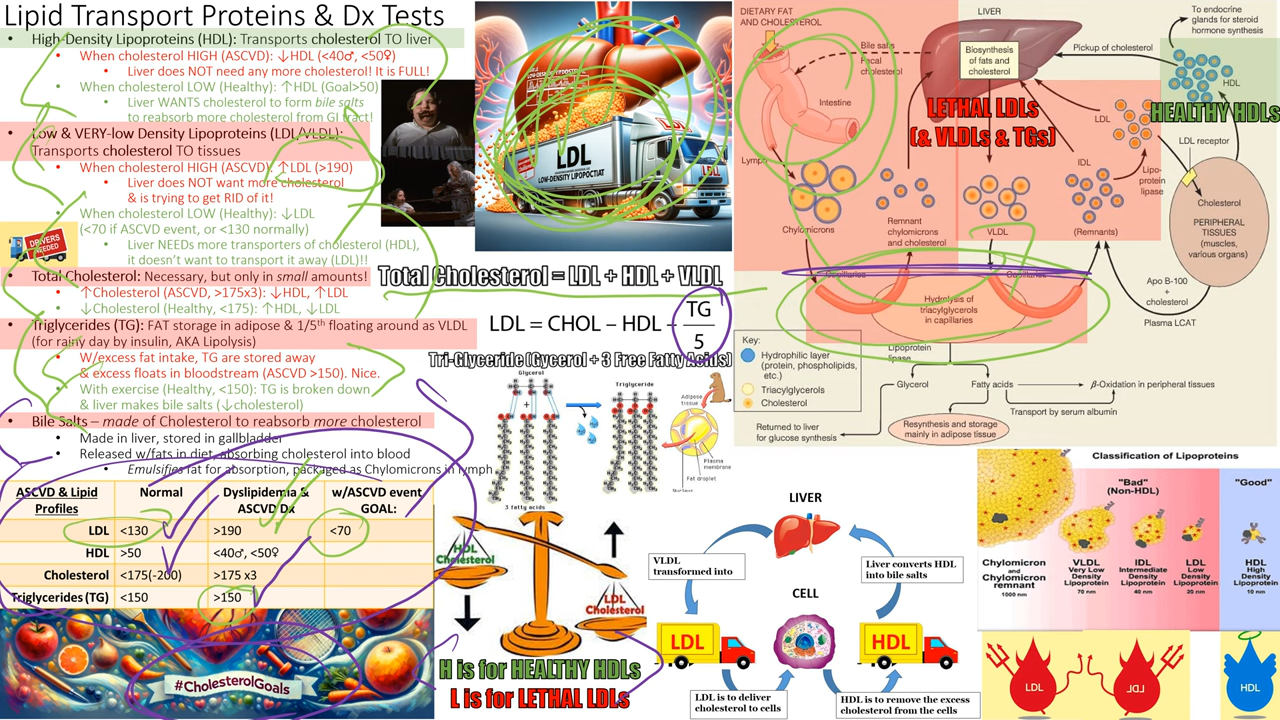 Lipid Transport Proteins & Dx Tests
• High-Density Lipoproteins (HDL): Transports cholesterol TO liver
• When cholesterol HIGH (ASCVD): ↓HDL (<40♂, <50♀)
• Liver does NOT need any more cholesterol! It is FULL!
• When cholesterol LOW (Healthy): ↑HDL (Goal>50)
• Liver WANTS cholesterol to form bile salts
to reabsorb more cholesterol from GI tract!
• Low & VERY-low Density Lipoproteins (LDL/VLDL):
Transports cholesterol TO tissues
• When cholesterol HIGH (ASCVD): ↑LDL (>190)
• Liver does NOT want more cholesterol
& is trying to get RID of it!
• When cholesterol LOW (Healthy): ↓LDL
(<70 if ASCVD event, or <130 normally)
• Liver NEEDs more transporters of cholesterol (HDL),
it doesn't want to transport it away (LDL)!!
DRIVERS
NEEDED
• Total Cholesterol: Necessary, but only in small amounts!
• ↑Cholesterol (ASCVD, >175x3): ↓HDL, ↑LDL
• ↓Cholesterol (Healthy, <175): ↑HDL, ↓LDL
• Triglycerides (TG): FAT storage in adipose & 1/5th floating around as VLDL
(for rainy day by insulin, AKA Lipolysis)
• W/excess fat intake, TG are stored away
& excess floats in bloodstream (ASCVD >150). Nice.
• With exercise (Healthy, <150): TG is broken down
& liver makes bile salts (↓cholesterol)
• Bile Salts – made of Cholesterol to reabsorb more cholesterol
• Made in liver, stored in gallbladder
• Released w/fats in diet, absorbing cholesterol into blood
• Emulsifies fat for absorption, packaged as Chylomicrons in lymph
ASCVD & Lipid Profiles Normal Dyslipidemia & ASCVD Dx w/ASCVD event GOAL:
LDL <130 >190 <70
HDL >50 <40♂, <50♀
Cholesterol <175(-200) >175 x3
Triglycerides (TG) <150 >150
#CholesterolGoals
LDL
LOW-DENSITY LIPOPOCTIAT
LDLL
Total Cholesterol = LDL + HDL + VLDL
LDL = CHOL – HDL – TG
5
Tri-Glyceride (Gycerol + 3 Free Fatty Acids)
Glycerol
Triglyceride
Adipose
tissue
Plasma
membrane
Fat droplet
Nucleus
3 fatty acids
HDL
Cholesterol
LDL
Cholesterol
H is for HEALTHY HDLs
L is for LETHAL LDLs
DIETARY FAT
AND CHOLESTEROL
LIVER
To endocrine
glands for steroid
hormone synthesis
Bile salts
Fecal
cholesterol
Biosynthesis
of fats and
cholesterol
Pickup of cholesterol
HDL
Intestine
LETHAL LDLs
(& VLDLs & TGs)
LDL
HEALTHY HDLs
LDL receptor
Lymph
IDL
Lipo-
protein
lipase
Cholesterol
Chylomicrons
Remnant
chylomicrons
and cholesterol
VLDL
(Remnants)
PERIPHERAL
TISSUES
(muscles,
various organs)
Capillaries
Capillaries
Hydrolysis of
triacylglycerols
in capillaries
Apo B-100
+
cholesterol
Plasma LCAT
Key:
Hydrophilic layer
(protein, phospholipids,
etc.)
Triacylglycerols
Cholesterol
Lipoprotein
lipase
Glycerol
Fatty acids
β-Oxidation in peripheral tissues
Transport by serum albumin
Returned to liver
for glucose synthesis
Resynthesis and storage
mainly in adipose tissue
LIVER
VLDL
transformed into
Liver converts HDL
into bile salts
CELL
LDL
HDL
LDL is to deliver
cholesterol to cells
HDL is to remove the excess
cholesterol from the cells
Classification of Lipoproteins
"Bad"
(Non-HDL)
"Good"
Chylomicron
and
Chylomicron
remnant
1000 nm
VLDL
Very Low
Density
Lipoprotein
70 nm
IDL
Intermediate
Density
Lipoprotein
40 nm
LDL
Low
Density
Lipoprotein
20 nm
HDL
High
Density
Lipoprotein
10 nm
LDL
LDL
HDL